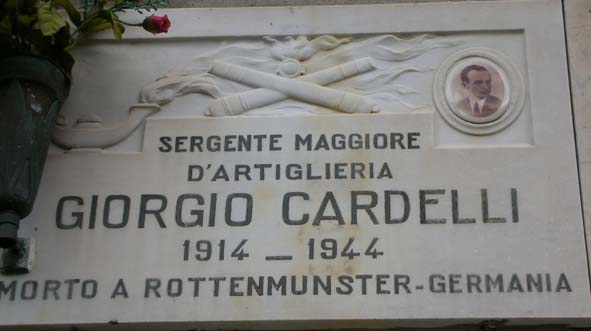 SERGENTE MAGGIORE
D'ARTIGLIERIA
GIORGIO CARDELLI
1914 _ 1944
MORTO A ROTTENMUNSTER-GERMANIA